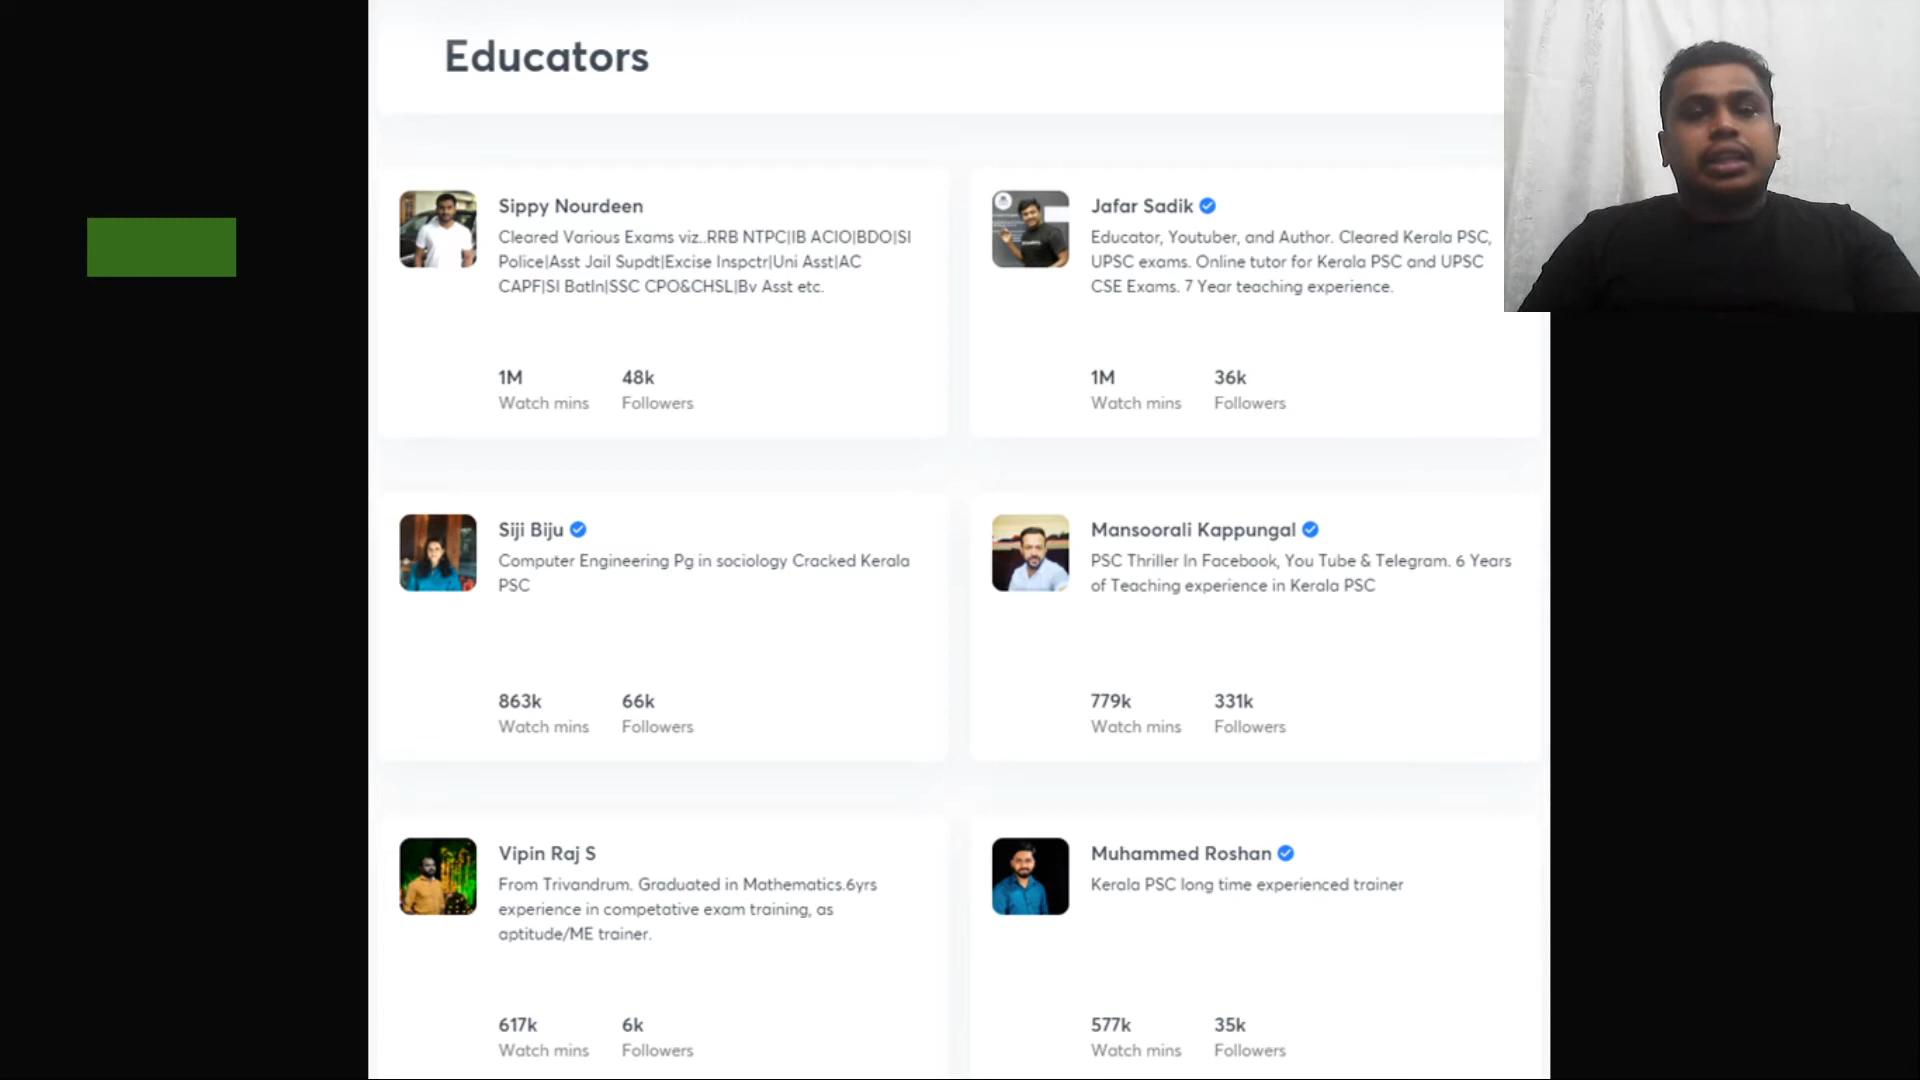 Educators
Sippy Nourdeen
Cleared Various Exams viz..RRB NTPC|IB ACIO|BDO|SI
Police|Asst Jail Supdt|Excise Inspctr|Uni Asst|AC
CAPF|SI Batln|SSC CPO&CHSL|Bv Asst etc.
1M
48k
Watch mins
Followers
Jafar Sadik
Educator, Youtuber, and Author. Cleared Kerala PSC,
UPSC exams. Online tutor for Kerala PSC and UPSC
CSE Exams. 7 Year teaching experience.
1M
36k
Watch mins
Followers
Siji Biju
Computer Engineering Pg in sociology Cracked Kerala
PSC
863k
66k
Watch mins
Followers
Mansoorali Kappungal
PSC Thriller In Facebook, You Tube & Telegram. 6 Years
of Teaching experience in Kerala PSC
779k
331k
Watch mins
Followers
Vipin Raj S
From Trivandrum. Graduated in Mathematics.6yrs
experience in competative exam training, as
aptitude/ME trainer.
617k
6k
Watch mins
Followers
Muhammed Roshan
Kerala PSC long time experienced trainer
577k
35k
Watch mins
Followers